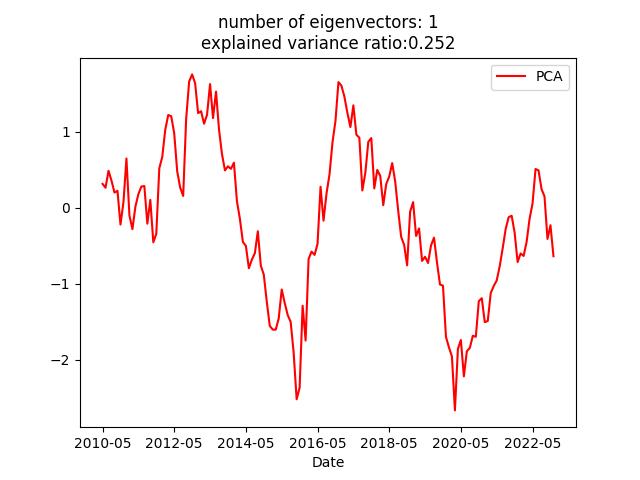 number of eigenvectors: 1
explained variance ratio:0.252
PCA
1
0
−1
−2
2010-05 2012-05 2014-05 2016-05 2018-05 2020-05 2022-05
Date